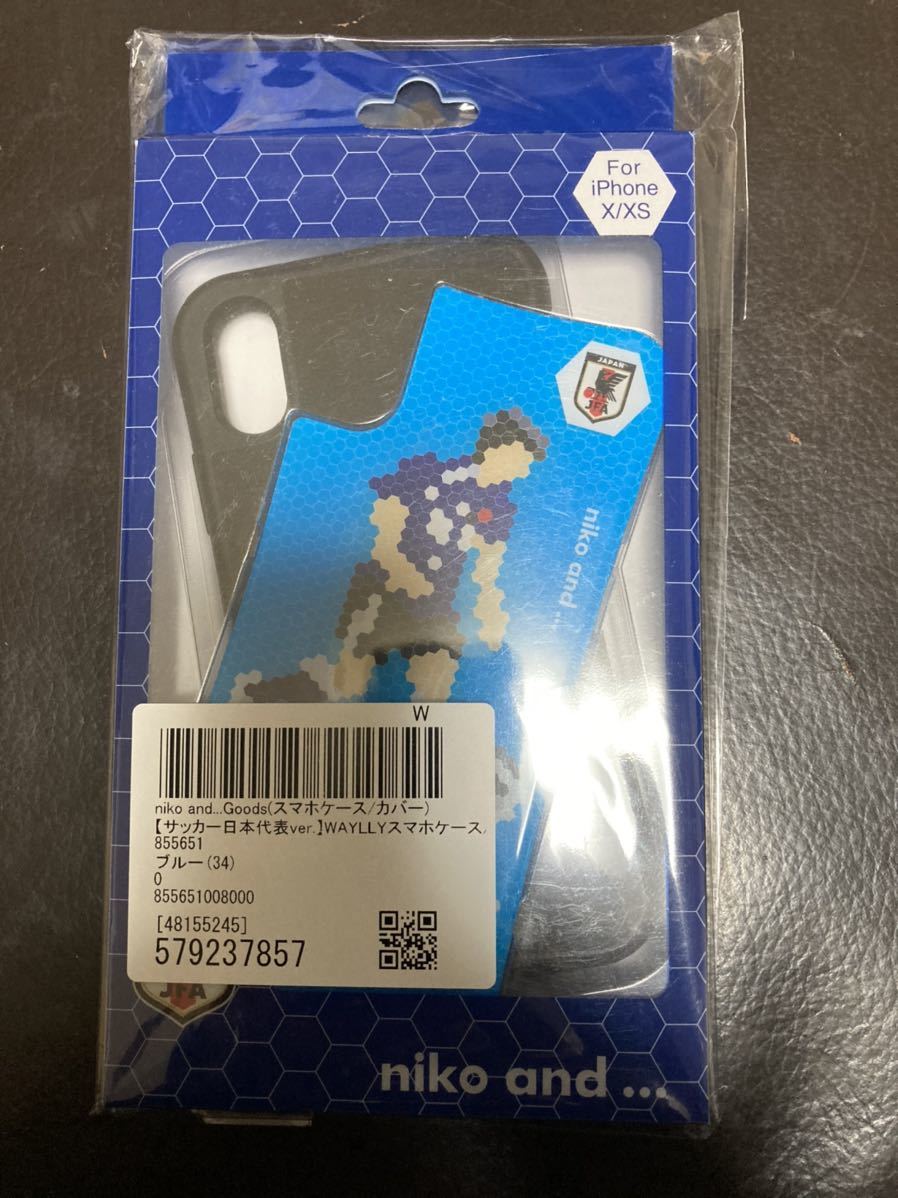 For
iPhone
X/XS
JAPAN
JFA
niko and ...
W
niko and...Goods(スマホケース/カバー)
【サッカー日本代表ver.】WAYLLYスマホケース/
855651
ブルー(34)
0
855651008000
[48155245]
579237857
JFA
niko and ...